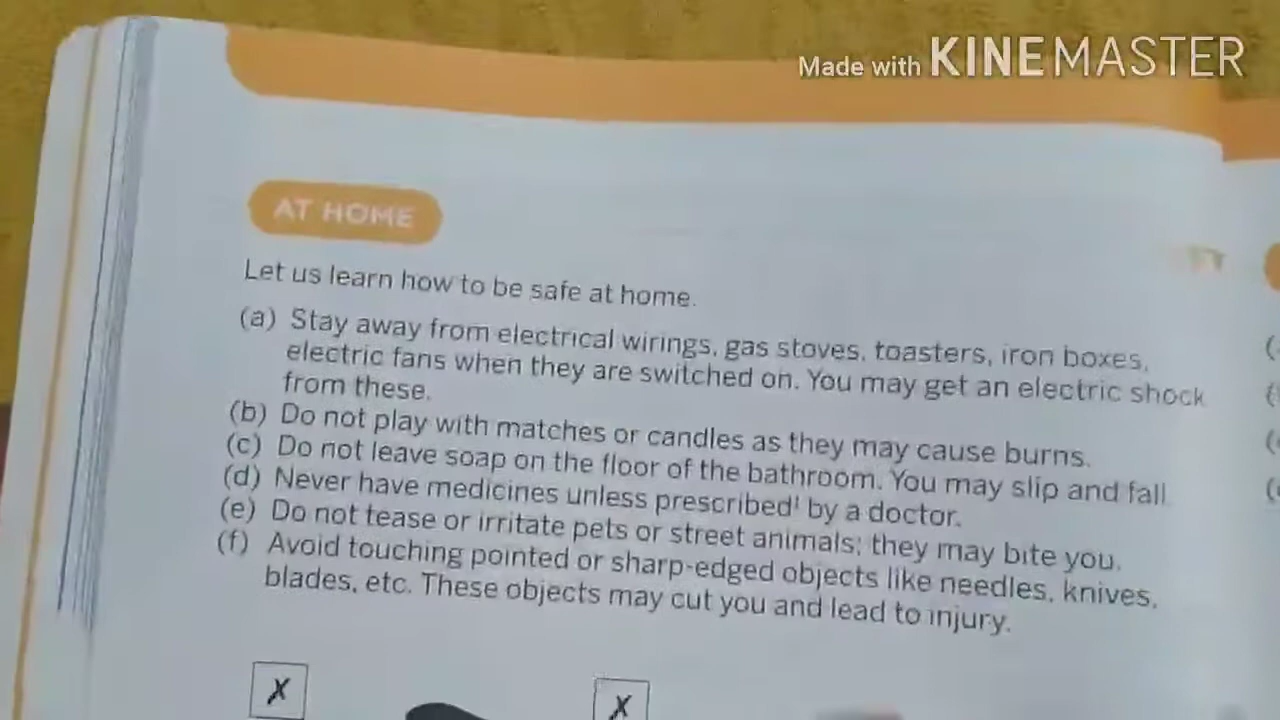 Made with KINEMASTER
AT HOME
Let us learn how to be safe at home.
(a) Stay away from electrical wirings, gas stoves, toasters, iron boxes,
electric fans when they are switched on. You may get an electric shock
from these.
(b) Do not play with matches or candles as they may cause burns.
(c) Do not leave soap on the floor of the bathroom. You may slip and fall.
(d) Never have medicines unless prescribed¹ by a doctor.
(e) Do not tease or irritate pets or street animals; they may bite you.
(f) Avoid touching pointed or sharp-edged objects like needles, knives,
blades, etc. These objects may cut you and lead to injury.